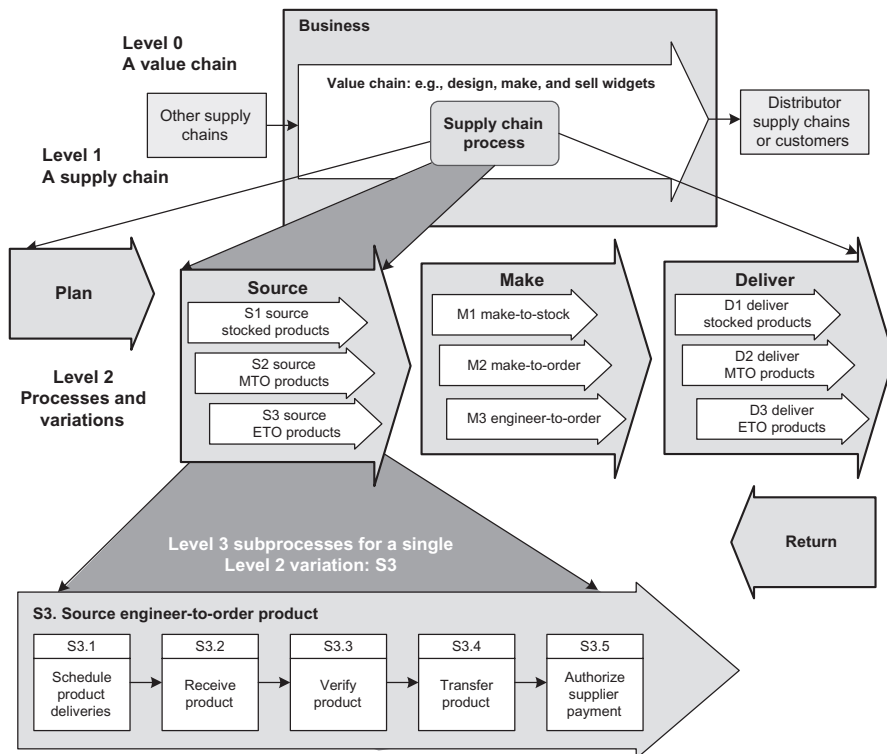 Business
Level 0
A value chain
Value chain: e.g., design, make, and sell widgets
Other supply
chains
Supply chain
process
Distributor
supply chains
or customers
Level 1
A supply chain
Plan
Source
S1 source
stocked products
S2 source
MTO products
S3 source
ETO products
Make
M1 make-to-stock
M2 make-to-order
M3 engineer-to-order
Deliver
D1 deliver
stocked products
D2 deliver
MTO products
D3 deliver
ETO products
Level 2
Processes and
variations
Return
Level 3 subprocesses for a single
Level 2 variation: S3
S3. Source engineer-to-order product
S3.1
Schedule
product
deliveries
S3.2
Receive
product
S3.3
Verify
product
S3.4
Transfer
product
S3.5
Authorize
supplier
payment